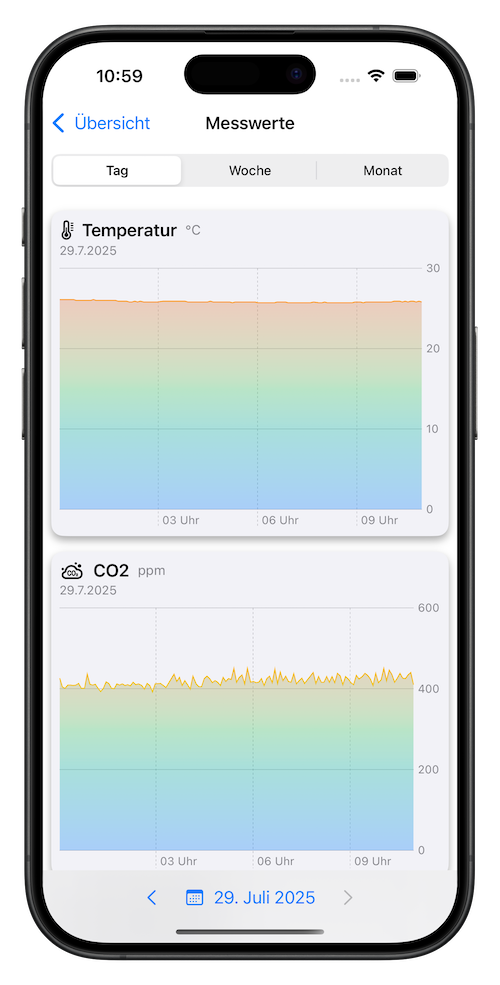 10:59
Übersicht Messwerte
Tag Woche Monat
Temperatur °C
29.7.2025
30
20
10
0
03 Uhr 06 Uhr 09 Uhr
CO₂
CO2 ppm
29.7.2025
600
400
200
0
03 Uhr 06 Uhr 09 Uhr
29. Juli 2025